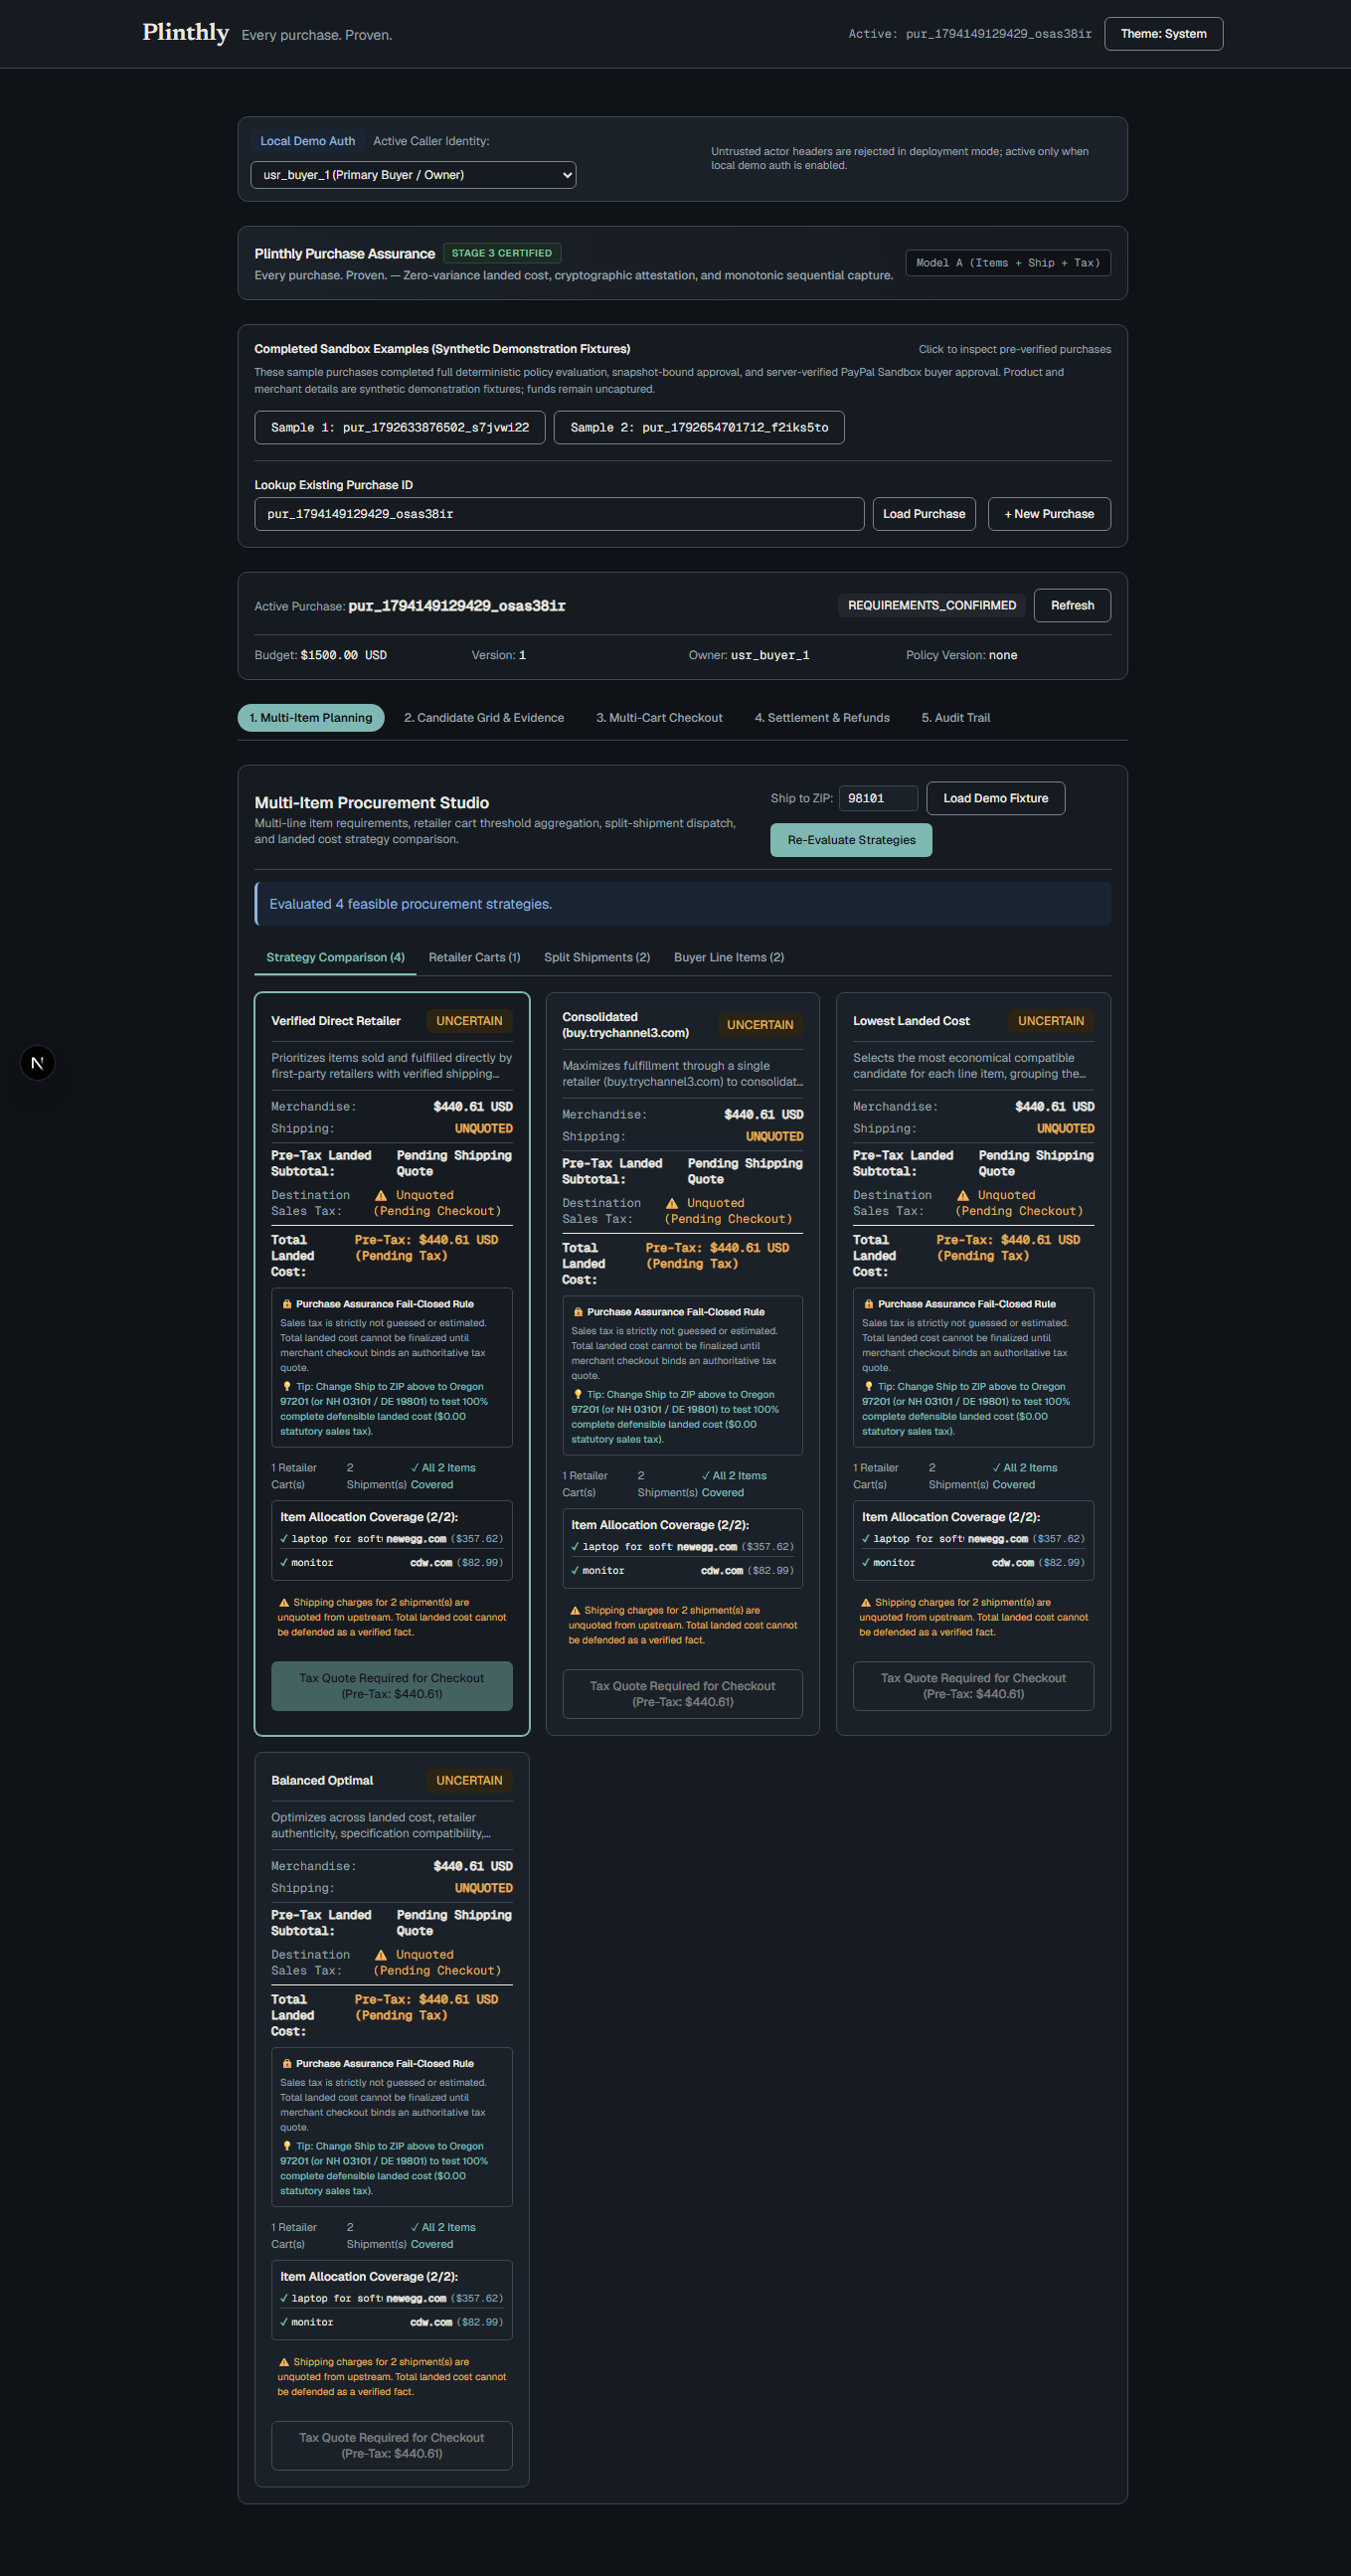 Plinthly Every purchase. Proven.
Active: pur_1794149129429_osas38ir
Theme: System
Local Demo Auth
Active Caller Identity:
usr_buyer_1 (Primary Buyer / Owner)
Untrusted actor headers are rejected in deployment mode; active only when
local demo auth is enabled.
Plinthly Purchase Assurance
STAGE 3 CERTIFIED
Every purchase. Proven. — Zero-variance landed cost, cryptographic attestation, and monotonic sequential capture.
Model A (Items + Ship + Tax)
Completed Sandbox Examples (Synthetic Demonstration Fixtures)
Click to inspect pre-verified purchases
These sample purchases completed full deterministic policy evaluation, snapshot-bound approval, and server-verified PayPal Sandbox buyer approval. Product and
merchant details are synthetic demonstration fixtures; funds remain uncaptured.
Sample 1: pur_1792633876502_s7jvwi22
Sample 2: pur_1792654701712_f2iks5to
Lookup Existing Purchase ID
pur_1794149129429_osas38ir
Load Purchase
+ New Purchase
Active Purchase: pur_1794149129429_osas38ir
REQUIREMENTS_CONFIRMED
Refresh
Budget: $1500.00 USD
Version: 1
Owner: usr_buyer_1
Policy Version: none
1. Multi-Item Planning
2. Candidate Grid & Evidence
3. Multi-Cart Checkout
4. Settlement & Refunds
5. Audit Trail
Multi-Item Procurement Studio
Multi-line item requirements, retailer cart threshold aggregation, split-shipment dispatch,
and landed cost strategy comparison.
Ship to ZIP: 98101
Load Demo Fixture
Re-Evaluate Strategies
Evaluated 4 feasible procurement strategies.
Strategy Comparison (4)
Retailer Carts (1)
Split Shipments (2)
Buyer Line Items (2)
Verified Direct Retailer
UNCERTAIN
Prioritizes items sold and fulfilled directly by
first-party retailers with verified shipping...
Merchandise: $440.61 USD
Shipping: UNQUOTED
Pre-Tax Landed Subtotal: Pending Shipping Quote
Destination Sales Tax: ⚠ Unquoted (Pending Checkout)
Total Landed Cost: Pre-Tax: $440.61 USD (Pending Tax)
🔒 Purchase Assurance Fail-Closed Rule
Sales tax is strictly not guessed or estimated.
Total landed cost cannot be finalized until
merchant checkout binds an authoritative tax
quote.
💡 Tip: Change Ship to ZIP above to Oregon
97201 (or NH 03101 / DE 19801) to test 100%
complete defensible landed cost ($0.00
statutory sales tax).
1 Retailer Cart(s)
2 Shipment(s)
✓ All 2 Items Covered
Item Allocation Coverage (2/2):
✓ laptop for soft newegg.com ($357.62)
✓ monitor cdw.com ($82.99)
⚠ Shipping charges for 2 shipment(s) are
unquoted from upstream. Total landed cost cannot
be defended as a verified fact.
Tax Quote Required for Checkout
(Pre-Tax: $440.61)
Consolidated
(buy.trychannel3.com)
UNCERTAIN
Maximizes fulfillment through a single
retailer (buy.trychannel3.com) to consolidat...
Merchandise: $440.61 USD
Shipping: UNQUOTED
Pre-Tax Landed Subtotal: Pending Shipping Quote
Destination Sales Tax: ⚠ Unquoted (Pending Checkout)
Total Landed Cost: Pre-Tax: $440.61 USD (Pending Tax)
🔒 Purchase Assurance Fail-Closed Rule
Sales tax is strictly not guessed or estimated.
Total landed cost cannot be finalized until
merchant checkout binds an authoritative tax
quote.
💡 Tip: Change Ship to ZIP above to Oregon
97201 (or NH 03101 / DE 19801) to test 100%
complete defensible landed cost ($0.00
statutory sales tax).
1 Retailer Cart(s)
2 Shipment(s)
✓ All 2 Items Covered
Item Allocation Coverage (2/2):
✓ laptop for soft newegg.com ($357.62)
✓ monitor cdw.com ($82.99)
⚠ Shipping charges for 2 shipment(s) are
unquoted from upstream. Total landed cost cannot
be defended as a verified fact.
Tax Quote Required for Checkout
(Pre-Tax: $440.61)
Lowest Landed Cost
UNCERTAIN
Selects the most economical compatible
candidate for each line item, grouping the...
Merchandise: $440.61 USD
Shipping: UNQUOTED
Pre-Tax Landed Subtotal: Pending Shipping Quote
Destination Sales Tax: ⚠ Unquoted (Pending Checkout)
Total Landed Cost: Pre-Tax: $440.61 USD (Pending Tax)
🔒 Purchase Assurance Fail-Closed Rule
Sales tax is strictly not guessed or estimated.
Total landed cost cannot be finalized until
merchant checkout binds an authoritative tax
quote.
💡 Tip: Change Ship to ZIP above to Oregon
97201 (or NH 03101 / DE 19801) to test 100%
complete defensible landed cost ($0.00
statutory sales tax).
1 Retailer Cart(s)
2 Shipment(s)
✓ All 2 Items Covered
Item Allocation Coverage (2/2):
✓ laptop for soft newegg.com ($357.62)
✓ monitor cdw.com ($82.99)
⚠ Shipping charges for 2 shipment(s) are
unquoted from upstream. Total landed cost cannot
be defended as a verified fact.
Tax Quote Required for Checkout
(Pre-Tax: $440.61)
Balanced Optimal
UNCERTAIN
Optimizes across landed cost, retailer
authenticity, specification compatibility,...
Merchandise: $440.61 USD
Shipping: UNQUOTED
Pre-Tax Landed Subtotal: Pending Shipping Quote
Destination Sales Tax: ⚠ Unquoted (Pending Checkout)
Total Landed Cost: Pre-Tax: $440.61 USD (Pending Tax)
🔒 Purchase Assurance Fail-Closed Rule
Sales tax is strictly not guessed or estimated.
Total landed cost cannot be finalized until
merchant checkout binds an authoritative tax
quote.
💡 Tip: Change Ship to ZIP above to Oregon
97201 (or NH 03101 / DE 19801) to test 100%
complete defensible landed cost ($0.00
statutory sales tax).
1 Retailer Cart(s)
2 Shipment(s)
✓ All 2 Items Covered
Item Allocation Coverage (2/2):
✓ laptop for soft newegg.com ($357.62)
✓ monitor cdw.com ($82.99)
⚠ Shipping charges for 2 shipment(s) are
unquoted from upstream. Total landed cost cannot
be defended as a verified fact.
Tax Quote Required for Checkout
(Pre-Tax: $440.61)
N